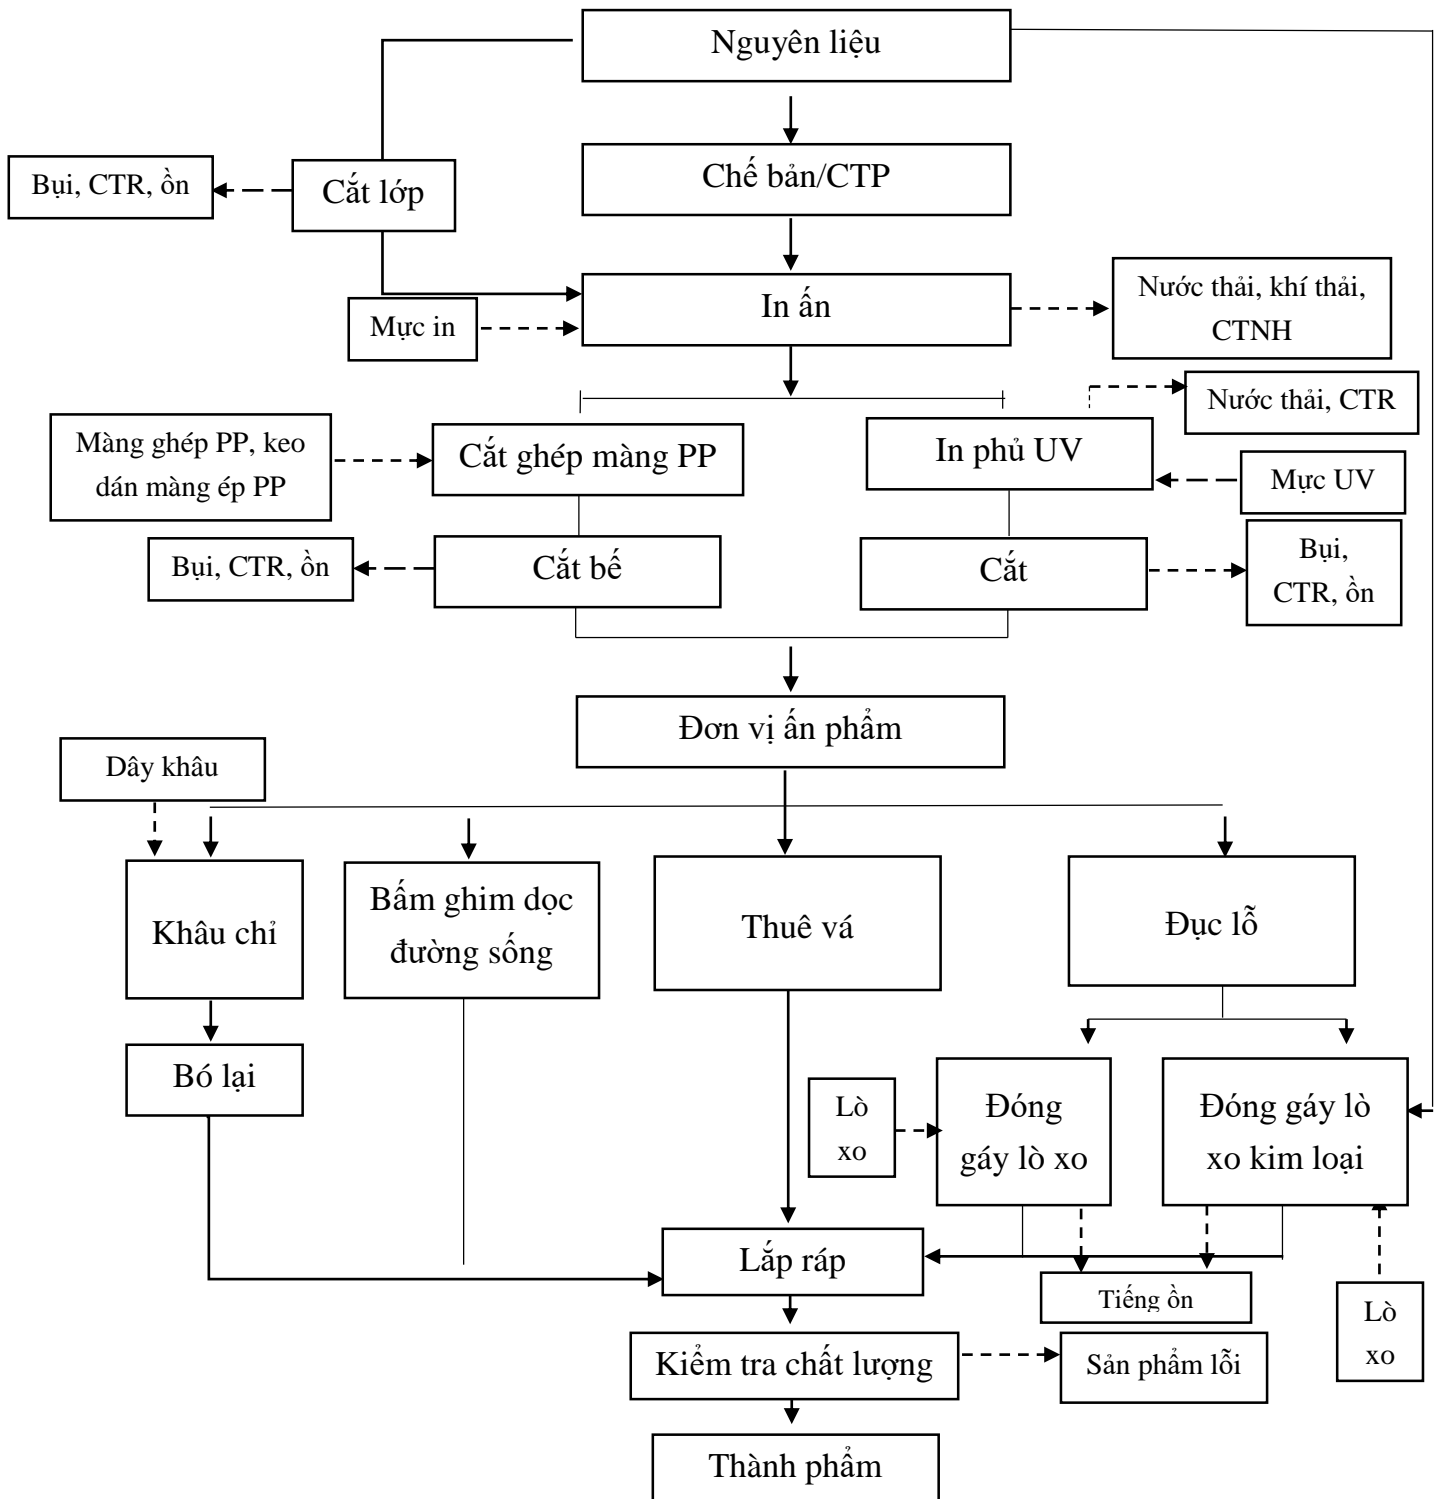 Nguyên liệu
Chế bản/CTP
Bụi, CTR, ồn
Cắt lớp
In ấn
Nước thải, khí thải,
CTNH
Mực in
Nước thải, CTR
Màng ghép PP, keo
dán màng ép PP
Cắt ghép màng PP
In phủ UV
Mực UV
Bụi, CTR, ồn
Cắt bế
Cắt
Bụi,
CTR, ồn
Đơn vị ấn phẩm
Dây khâu
Khâu chỉ
Bấm ghim dọc
đường sống
Thuê vá
Đục lỗ
Bó lại
Lò
xo
Đóng
gáy lò xo
Đóng gáy lò
xo kim loại
Lắp ráp
Tiếng ồn
Lò
xo
Kiểm tra chất lượng
Sản phẩm lỗi
Thành phẩm